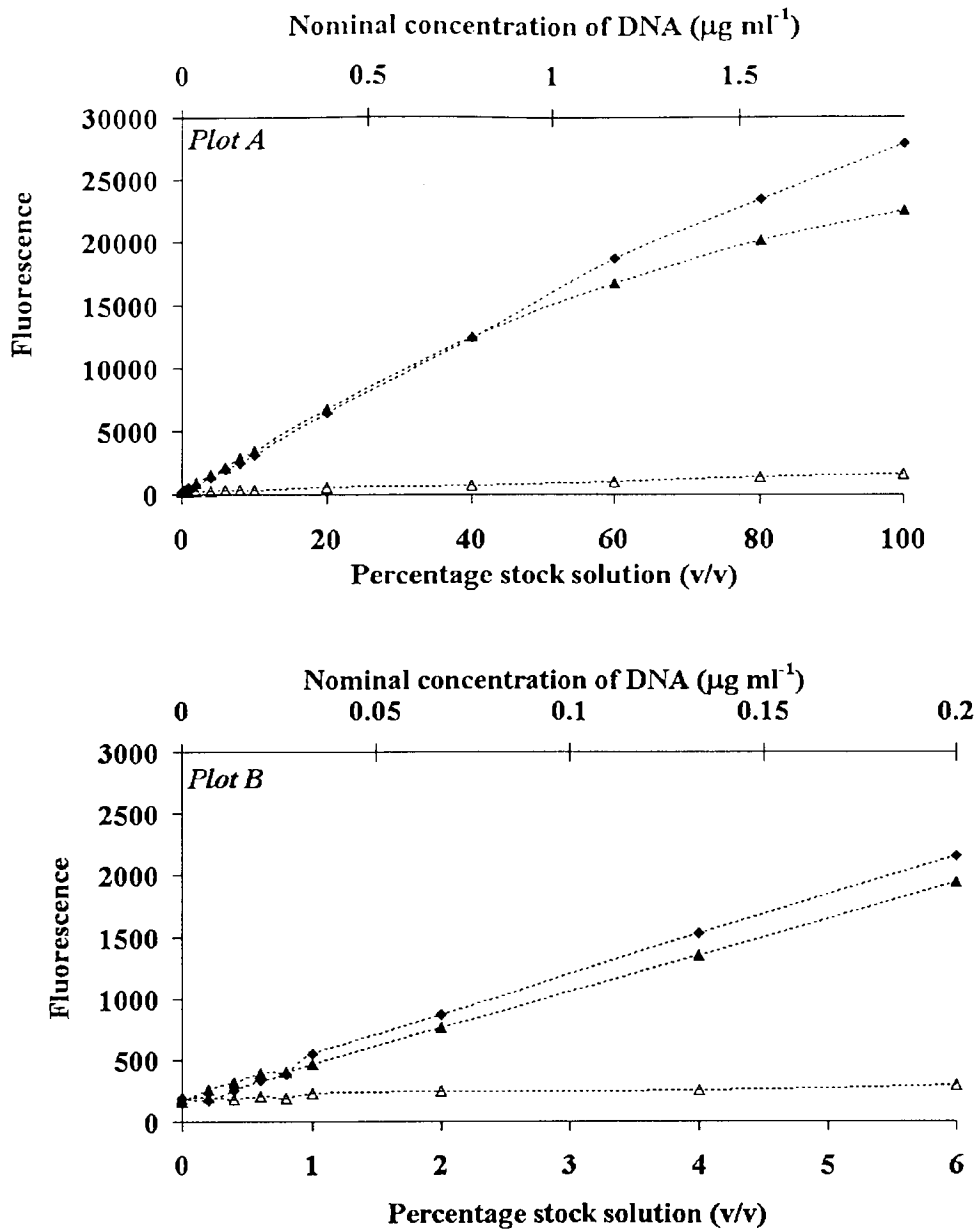 Nominal concentration of DNA (µg ml-1)
0 0.5 1 1.5
30000
Plot A
25000
20000
15000
10000
5000
0
Fluorescence
0 20 40 60 80 100
Percentage stock solution (v/v)
Nominal concentration of DNA (µg ml-1)
0 0.05 0.1 0.15 0.2
3000
Plot B
2500
2000
1500
1000
500
0
Fluorescence
0 1 2 3 4 5 6
Percentage stock solution (v/v)